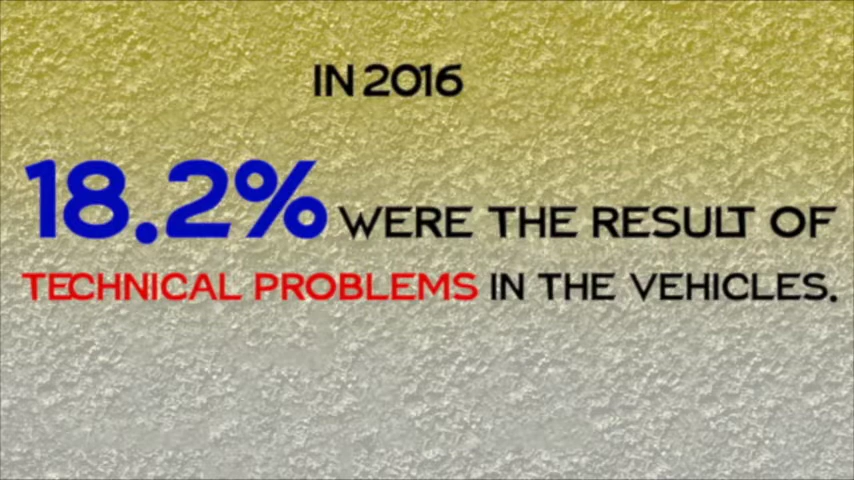 IN 2016
18.2% WERE THE RESULT OF
TECHNICAL PROBLEMS IN THE VEHICLES.